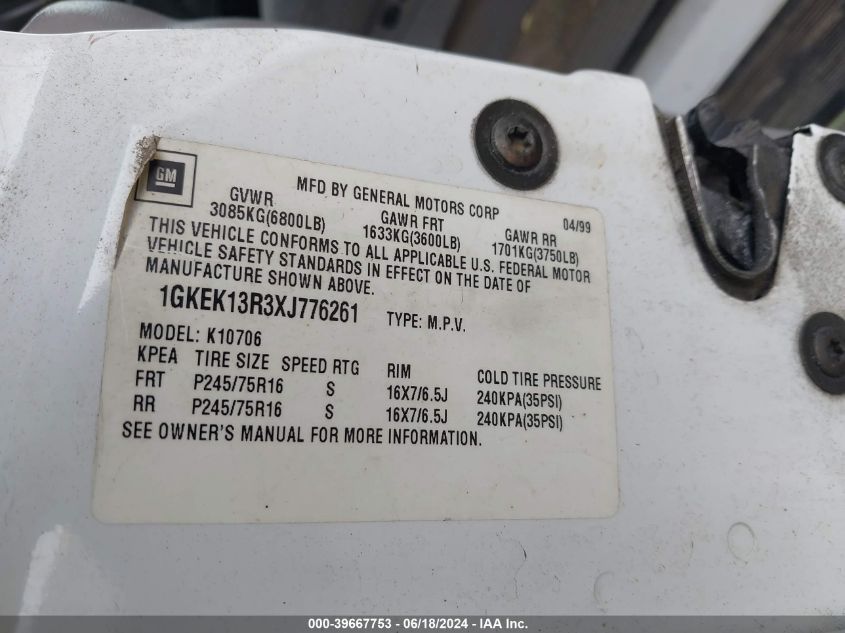 GM
MFD BY GENERAL MOTORS CORP 04/99
GVWR GAWR FRT GAWR RR
3085KG(6800LB) 1633KG(3600LB) 1701KG(3750LB)
THIS VEHICLE CONFORMS TO ALL APPLICABLE U.S. FEDERAL MOTOR
VEHICLE SAFETY STANDARDS IN EFFECT ON THE DATE OF
MANUFACTURE SHOWN ABOVE.
1GKEK13R3XJ776261 TYPE: M.P.V.
MODEL: K10706
KPEA TIRE SIZE SPEED RTG RIM COLD TIRE PRESSURE
FRT P245/75R16 S 16X7/6.5J 240KPA(35PSI)
RR P245/75R16 S 16X7/6.5J 240KPA(35PSI)
SEE OWNER'S MANUAL FOR MORE INFORMATION.
000-39667753 - 06/18/2024 - IAA Inc.